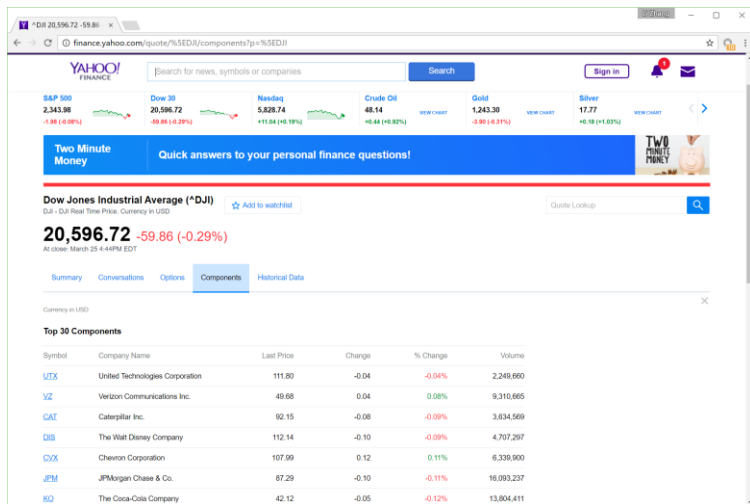 ^DJI 20,596.72 -59.86
finance.yahoo.com/quote/%5EDJI/components?p=%5EDJI
YAHOO!
FINANCE
Search for news, symbols or companies
Search
Sign in
1
S&P 500
2,343.98
-1.98 (-0.08%)
Dow 30
20,596.72
-59.86 (-0.29%)
Nasdaq
5,828.74
+11.04 (+0.19%)
Crude Oil
48.14
+0.44 (+0.92%)
VIEW CHART
Gold
1,243.30
-3.90 (-0.31%)
VIEW CHART
Silver
17.77
+0.18 (+1.03%)
VIEW CHART
Two Minute
Money
Quick answers to your personal finance questions!
TWO
MINUTE
MONEY
Dow Jones Industrial Average (^DJI)
DJI - DJI Real Time Price. Currency in USD
Add to watchlist
Quote Lookup
20,596.72 -59.86 (-0.29%)
At close: March 25 4:44PM EDT
Summary Conversations Options Components Historical Data
Currency in USD
Top 30 Components
Symbol Company Name Last Price Change % Change Volume
UTX United Technologies Corporation 111.80 -0.04 -0.04% 2,249,660
VZ Verizon Communications Inc. 49.68 0.04 0.08% 9,310,665
CAT Caterpillar Inc. 92.15 -0.08 -0.09% 3,634,569
DIS The Walt Disney Company 112.14 -0.10 -0.09% 4,707,297
CVX Chevron Corporation 107.99 0.12 0.11% 6,339,900
JPM JPMorgan Chase & Co. 87.29 -0.10 -0.11% 16,093,237
KO The Coca-Cola Company 42.12 -0.05 -0.12% 13,804,411